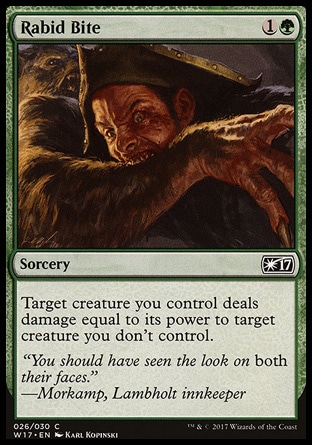 Rabid Bite 1
Sorcery 17
Target creature you control deals
damage equal to its power to target
creature you don't control.
“You should have seen the look on both
their faces.”
—Morkamp, Lambholt innkeeper
026/030 C
W17 • EN Karl Kopinski
™ & © 2017 Wizards of the Coast